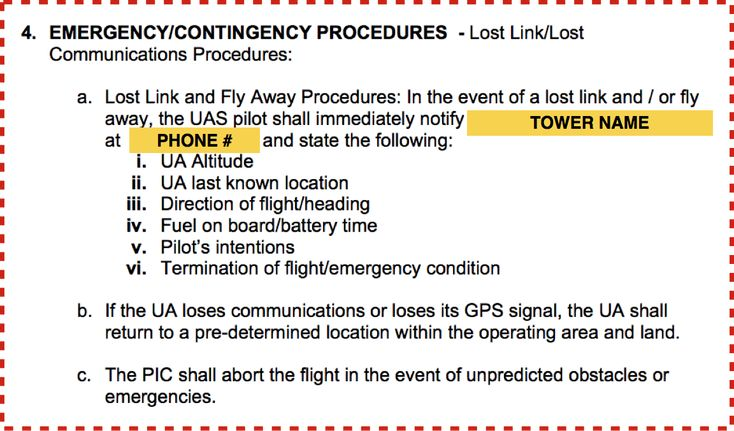 4. EMERGENCY/CONTINGENCY PROCEDURES - Lost Link/Lost
Communications Procedures:
a. Lost Link and Fly Away Procedures: In the event of a lost link and / or fly
away, the UAS pilot shall immediately notify TOWER NAME
at PHONE # and state the following:
i. UA Altitude
ii. UA last known location
iii. Direction of flight/heading
iv. Fuel on board/battery time
v. Pilot's intentions
vi. Termination of flight/emergency condition
b. If the UA loses communications or loses its GPS signal, the UA shall
return to a pre-determined location within the operating area and land.
c. The PIC shall abort the flight in the event of unpredicted obstacles or
emergencies.